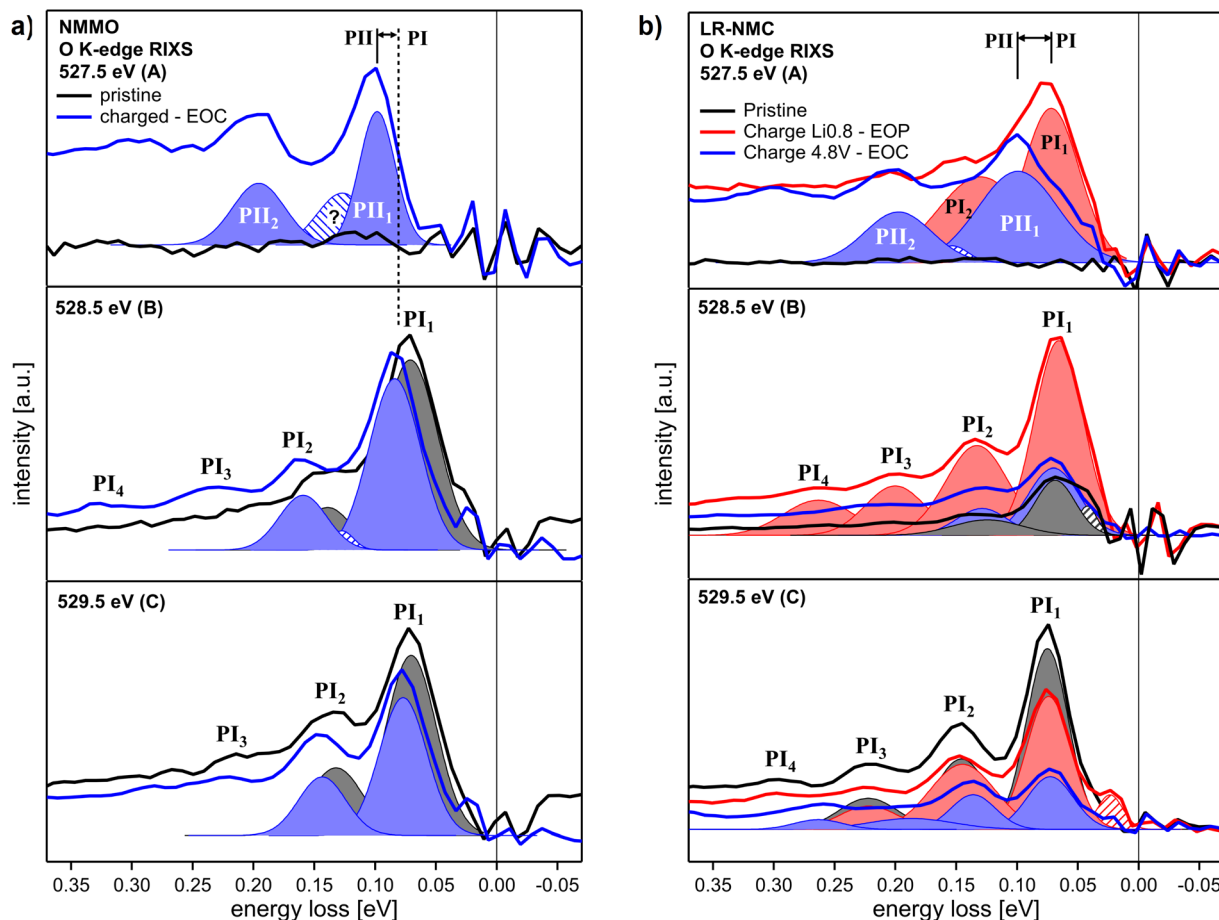 a)
NMMO
O K-edge RIXS
527.5 eV (A)
pristine
charged - EOC
PII
PI
PII₂
?
PII₁
528.5 eV (B)
PI₁
PI₂
PI₃
PI₄
529.5 eV (C)
PI₁
PI₂
PI₃
intensity [a.u.]
0.35 0.30 0.25 0.20 0.15 0.10 0.05 0.00 -0.05
energy loss [eV]
b)
LR-NMC
O K-edge RIXS
527.5 eV (A)
Pristine
Charge Li0.8 - EOP
Charge 4.8V - EOC
PII
PI
PI₁
PI₂
PII₂
PII₁
528.5 eV (B)
PI₁
PI₂
PI₃
PI₄
529.5 eV (C)
PI₁
PI₂
PI₃
PI₄
intensity [a.u.]
0.35 0.30 0.25 0.20 0.15 0.10 0.05 0.00 -0.05
energy loss [eV]